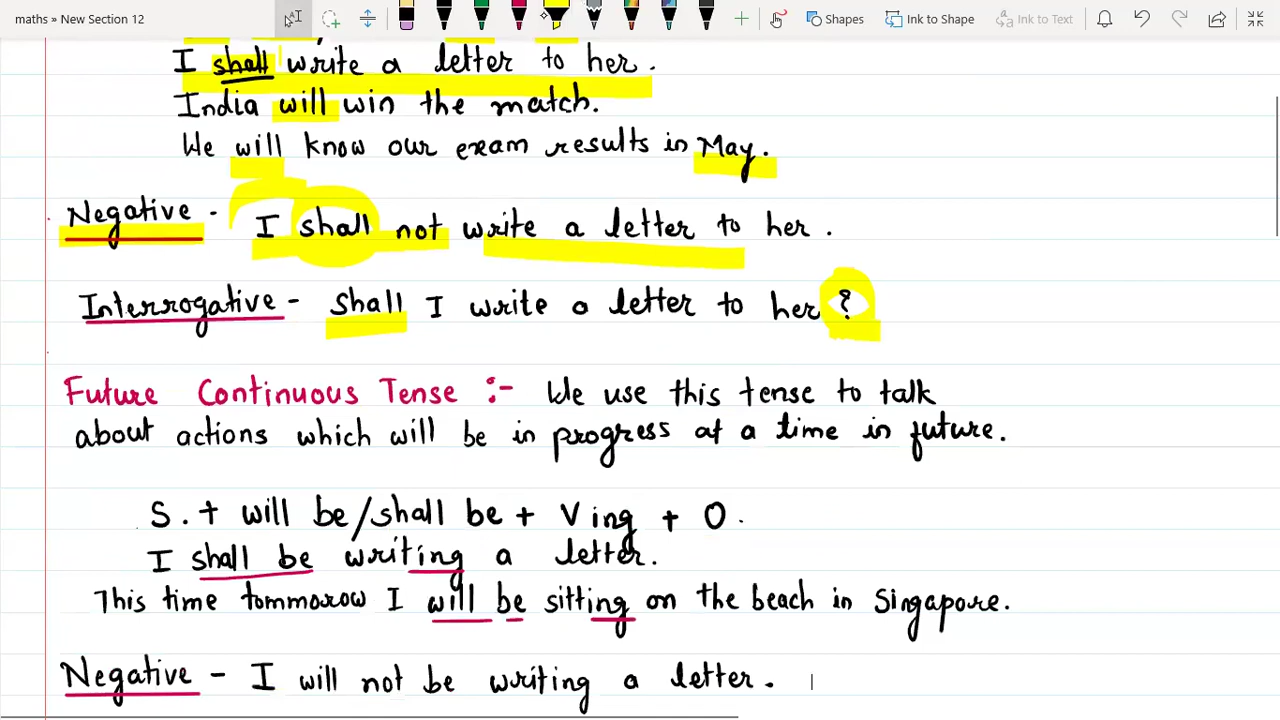 maths » New Section 12
Shapes
Ink to Shape
Ink to Text
I shall write a letter to her.
India will win the match.
We will know our exam results in May.
Negative - I shall not write a letter to her.
Interrogative - Shall I write a letter to her?
Future Continuous Tense :- We use this tense to talk
about actions which will be in progress at a time in future.
S. + will be/shall be + Ving + O.
I shall be writing a letter.
This time tommorow I will be sitting on the beach in Singapore.
Negative - I will not be writing a letter.